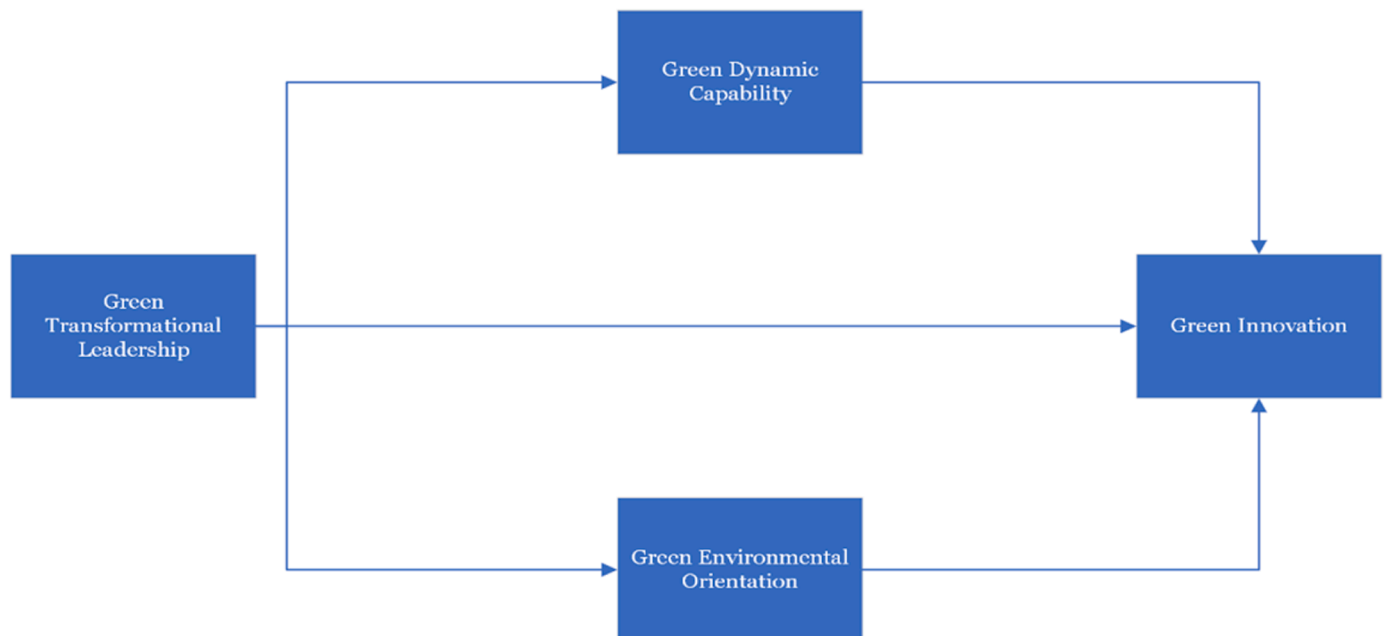 Green Dynamic
Capability
Green
Transformational
Leadership
Green Innovation
Green Environmental
Orientation